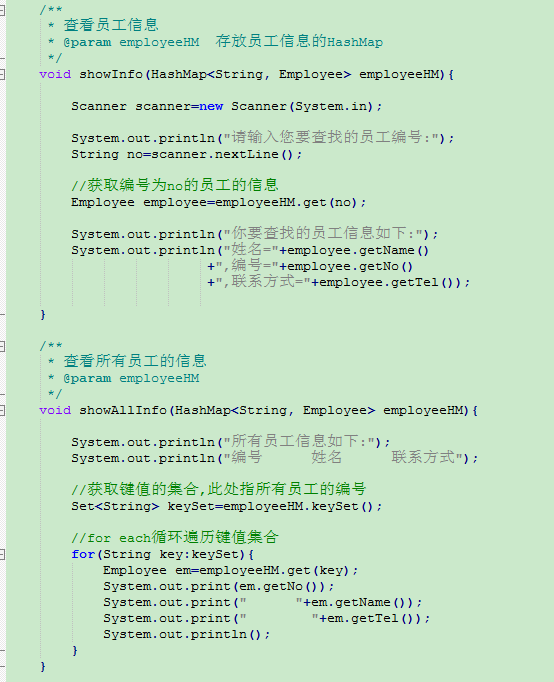 /**
 * 查看员工信息
 * @param employeeHM  存放员工信息的HashMap
 */
void showInfo(HashMap<String, Employee> employeeHM){
Scanner scanner=new Scanner(System.in);
System.out.println("请输入您要查找的员工编号:");
String no=scanner.nextLine();
//获取编号为no的员工的信息
Employee employee=employeeHM.get(no);
System.out.println("你要查找的员工信息如下:");
System.out.println("姓名="+employee.getName()
+",编号="+employee.getNo()
+",联系方式="+employee.getTel());
}
/**
 * 查看所有员工的信息
 * @param employeeHM
 */
void showAllInfo(HashMap<String, Employee> employeeHM){
System.out.println("所有员工信息如下:");
System.out.println("编号      姓名      联系方式");
//获取键值的集合,此处指所有员工的编号
Set<String> keySet=employeeHM.keySet();
//for each循环遍历键值集合
for(String key:keySet){
Employee em=employeeHM.get(key);
System.out.print(em.getNo());
System.out.print("      "+em.getName());
System.out.print("        "+em.getTel());
System.out.println();
}
}